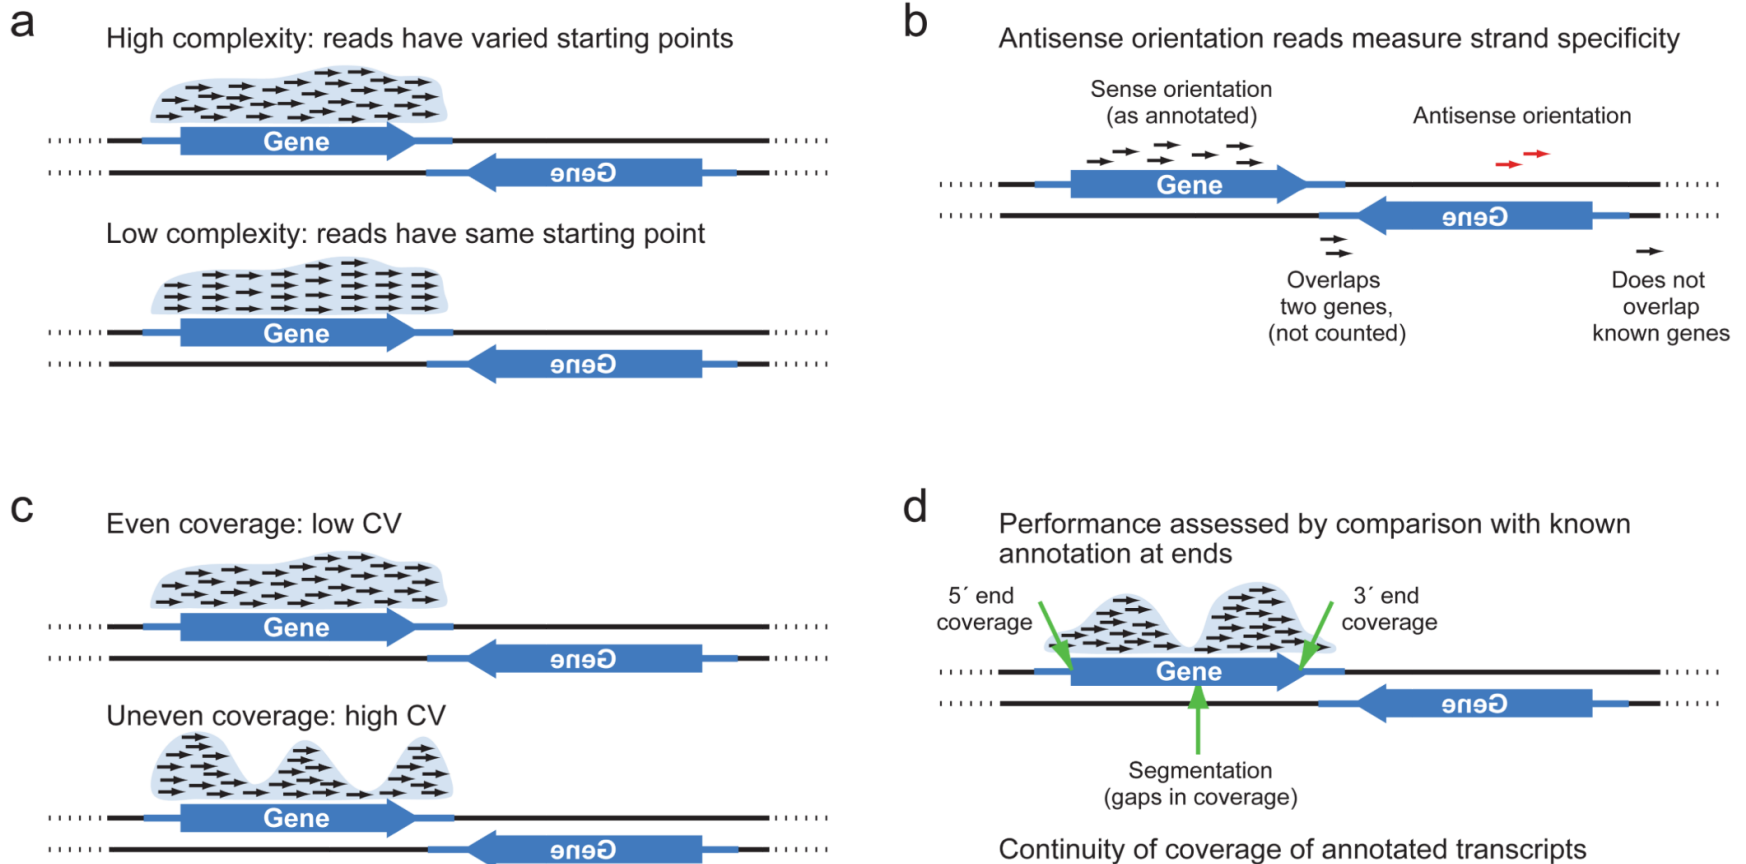 a
High complexity: reads have varied starting points
Gene
Gene
Low complexity: reads have same starting point
Gene
Gene
b
Antisense orientation reads measure strand specificity
Sense orientation
(as annotated)
Antisense orientation
Gene
Gene
Overlaps
two genes,
(not counted)
Does not
overlap
known genes
c
Even coverage: low CV
Gene
Gene
Uneven coverage: high CV
Gene
Gene
d
Performance assessed by comparison with known
annotation at ends
5´ end
coverage
3´ end
coverage
Gene
Gene
Segmentation
(gaps in coverage)
Continuity of coverage of annotated transcripts